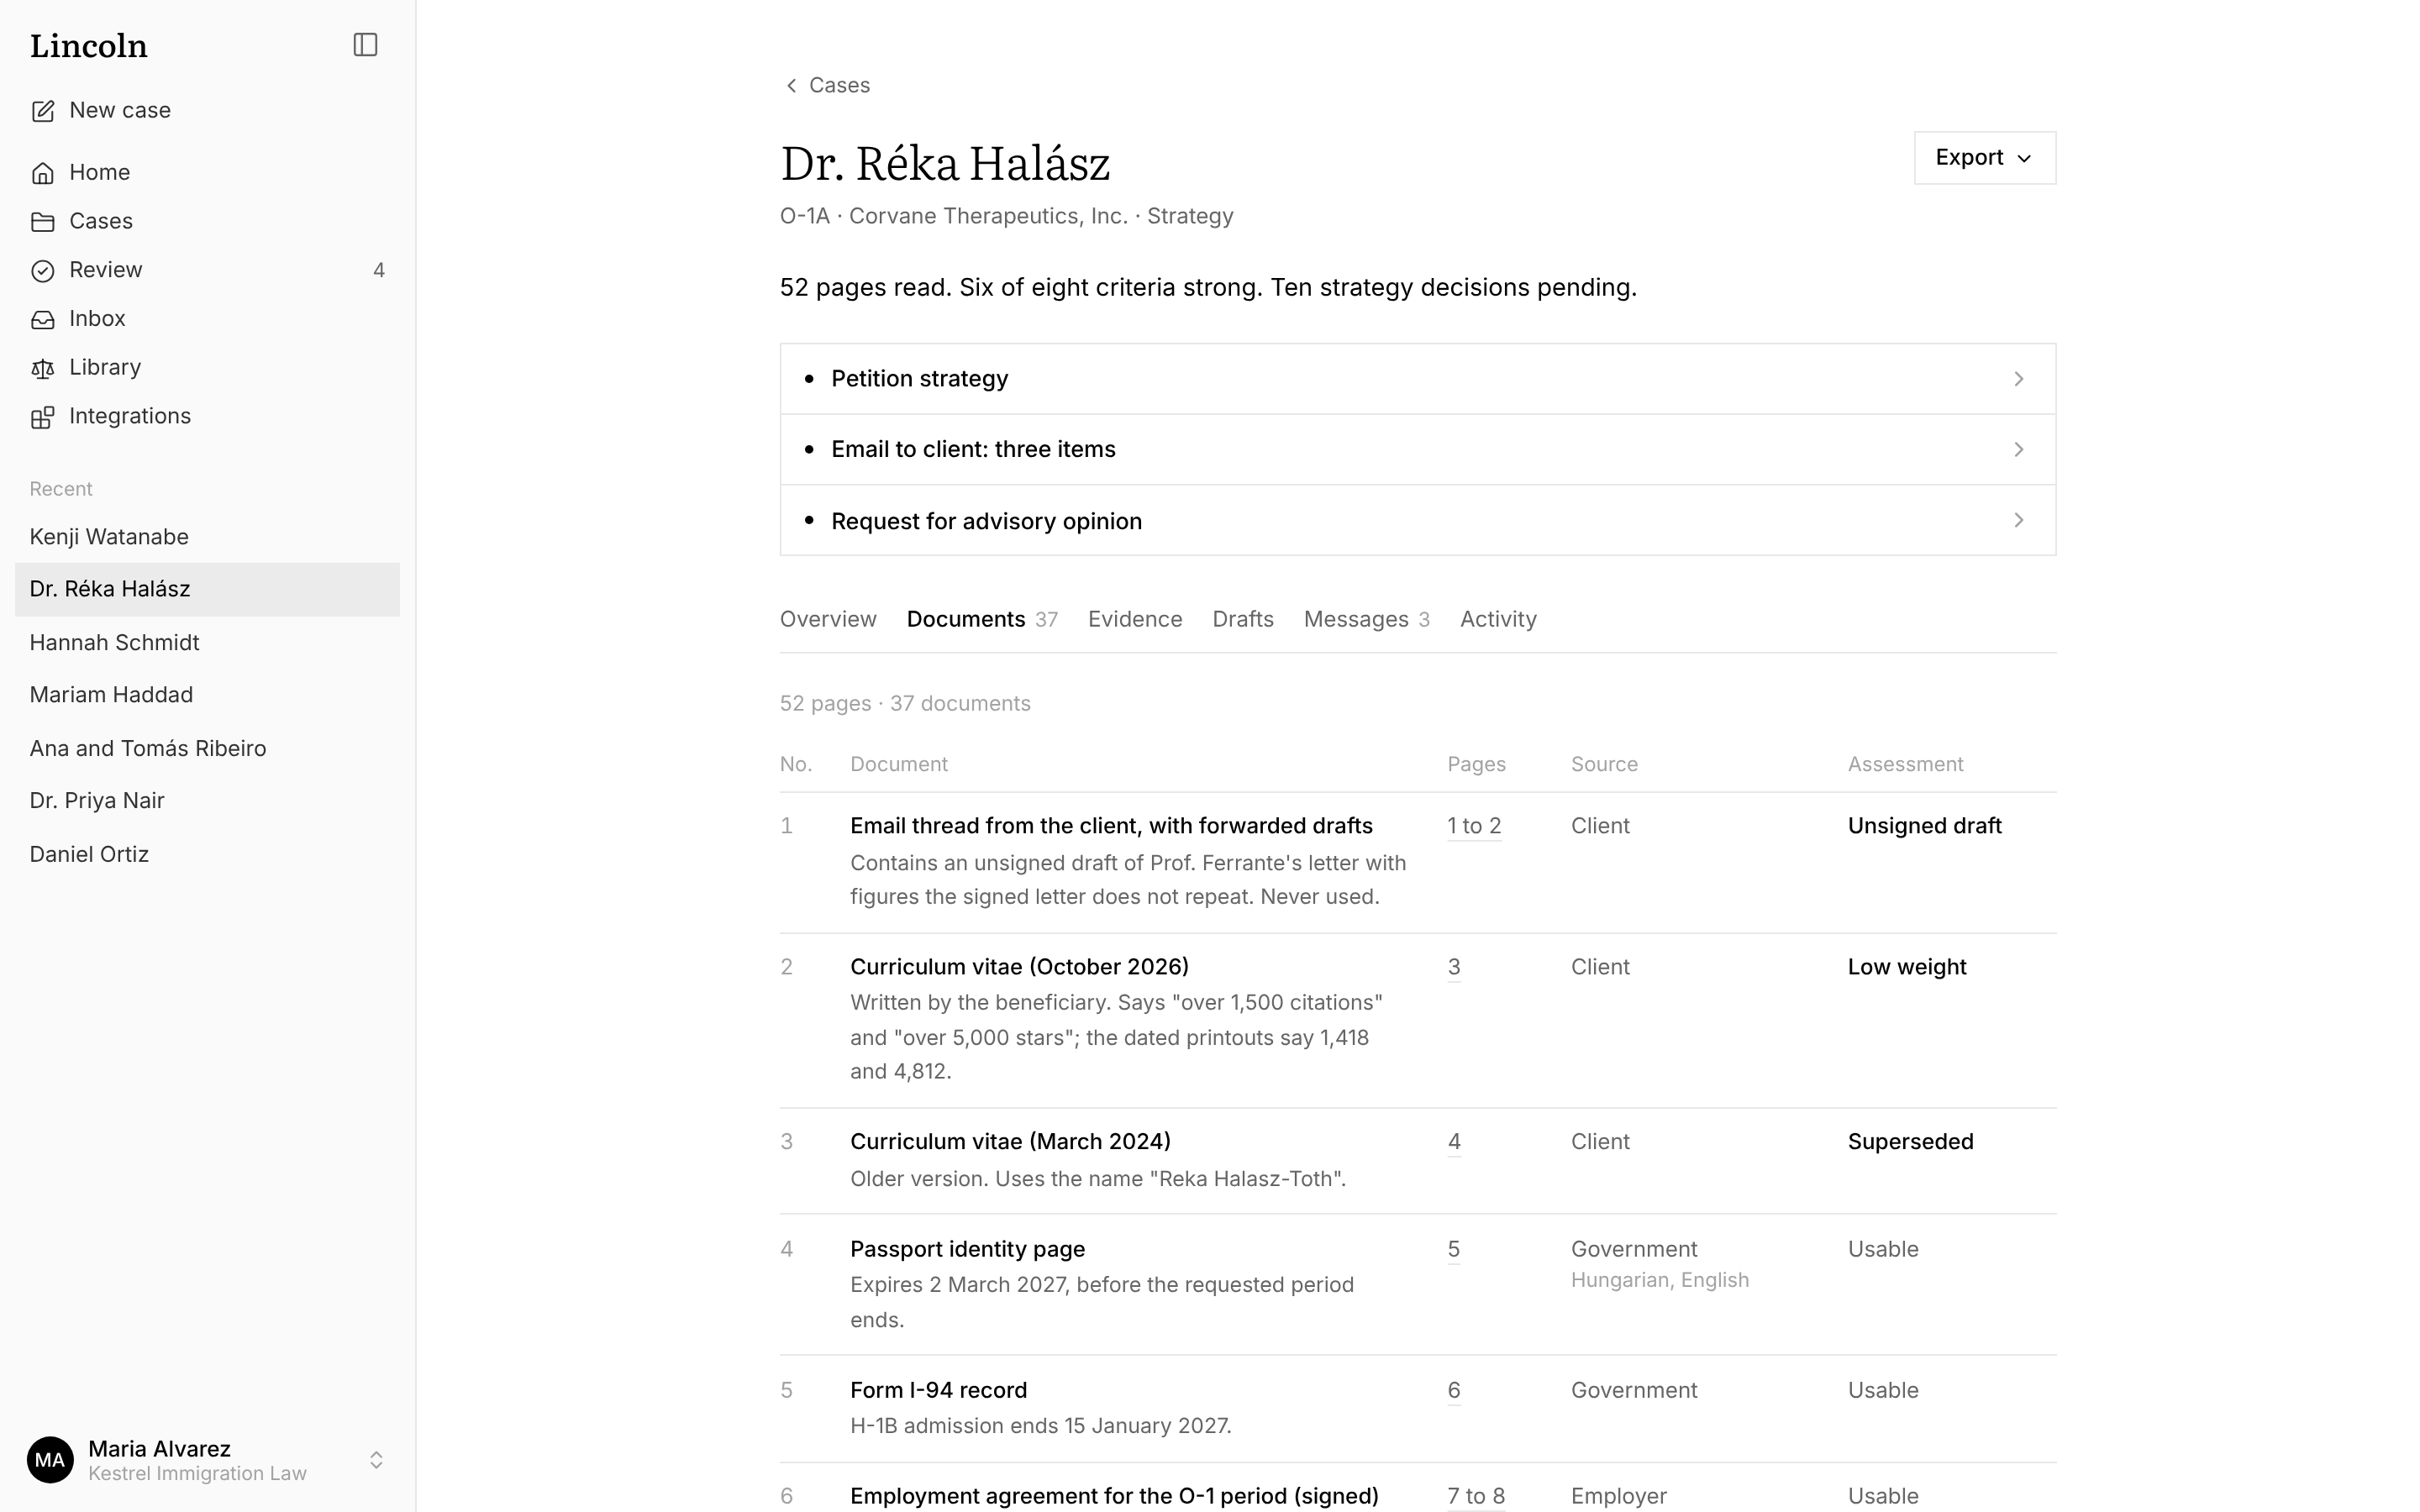 Lincoln
New case
Home
Cases
Review 4
Inbox
Library
Integrations
Recent
Kenji Watanabe
Dr. Réka Halász
Hannah Schmidt
Mariam Haddad
Ana and Tomás Ribeiro
Dr. Priya Nair
Daniel Ortiz
MA
Maria Alvarez
Kestrel Immigration Law
Cases
Dr. Réka Halász
Export
O-1A · Corvane Therapeutics, Inc. · Strategy
52 pages read. Six of eight criteria strong. Ten strategy decisions pending.
Petition strategy
Email to client: three items
Request for advisory opinion
Overview Documents 37 Evidence Drafts Messages 3 Activity
52 pages · 37 documents
No. Document Pages Source Assessment
1 Email thread from the client, with forwarded drafts 1 to 2 Client Unsigned draft
Contains an unsigned draft of Prof. Ferrante's letter with
figures the signed letter does not repeat. Never used.
2 Curriculum vitae (October 2026) 3 Client Low weight
Written by the beneficiary. Says "over 1,500 citations"
and "over 5,000 stars"; the dated printouts say 1,418
and 4,812.
3 Curriculum vitae (March 2024) 4 Client Superseded
Older version. Uses the name "Reka Halasz-Toth".
4 Passport identity page 5 Government Usable
Expires 2 March 2027, before the requested period Hungarian, English
ends.
5 Form I-94 record 6 Government Usable
H-1B admission ends 15 January 2027.
6 Employment agreement for the O-1 period (signed) 7 to 8 Employer Usable